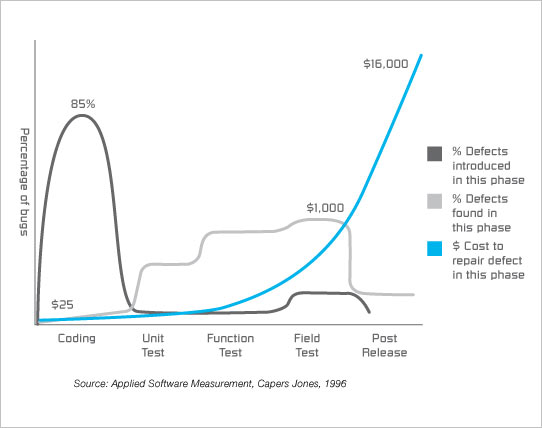 $16,000
85%
Percentage of bugs
% Defects
introduced
in this phase
% Defects
found in
this phase
$ Cost to
repair defect
in this phase
$1,000
$25
Coding
Unit
Test
Function
Test
Field
Test
Post
Release
Source: Applied Software Measurement, Capers Jones, 1996